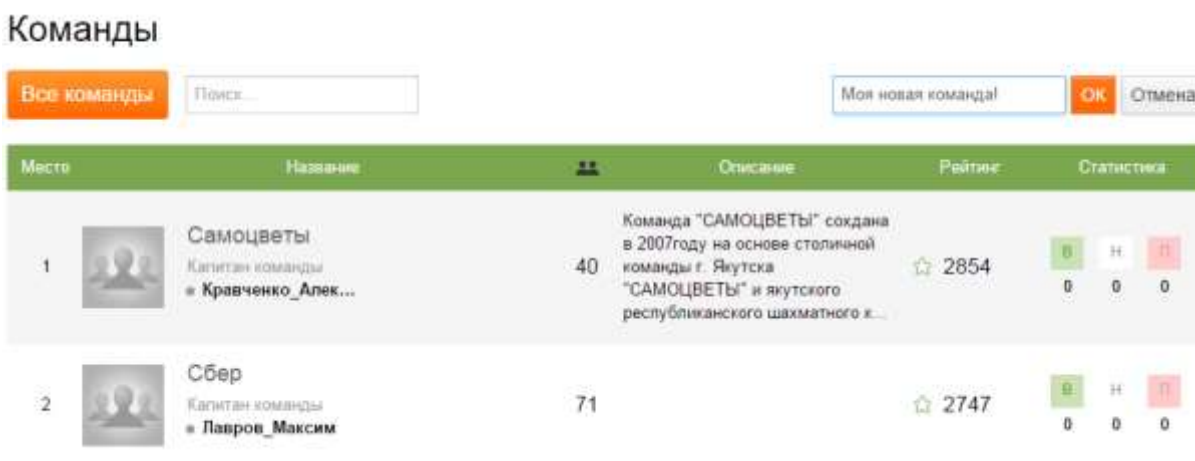 Команды
Все команды Поиск... Моя новая команда! ОК Отмена
Место Название Описание Рейтинг Статистика
1 Самоцветы Капитан команды Кравченко_Алек... 40
Команда "САМОЦВЕТЫ" сохдана
в 2007году на основе столичной
команды г. Якутска
"САМОЦВЕТЫ" и якутского
республиканского шахматного к...
2854 В Н П
0 0 0
2 Сбер Капитан команды Лавров_Максим 71 2747 В Н П
0 0 0